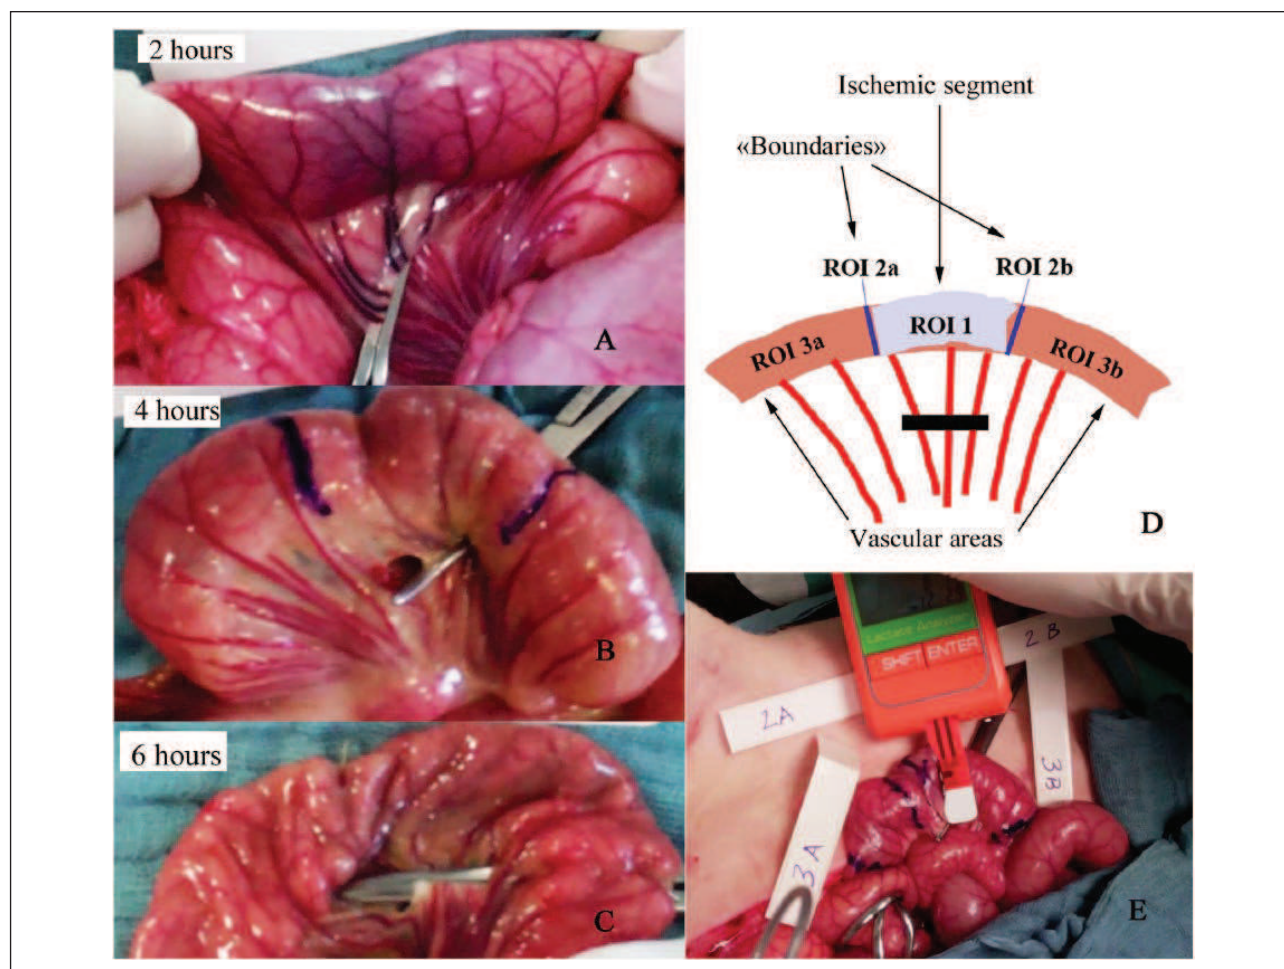 2 hours
A
4 hours
B
6 hours
C
Ischemic segment
«Boundaries»
ROI 2a
ROI 2b
ROI 1
ROI 3a
ROI 3b
Vascular areas
D
Lactate Analyzer
SHIFT ENTER
2 B
2A
3B
3A
E